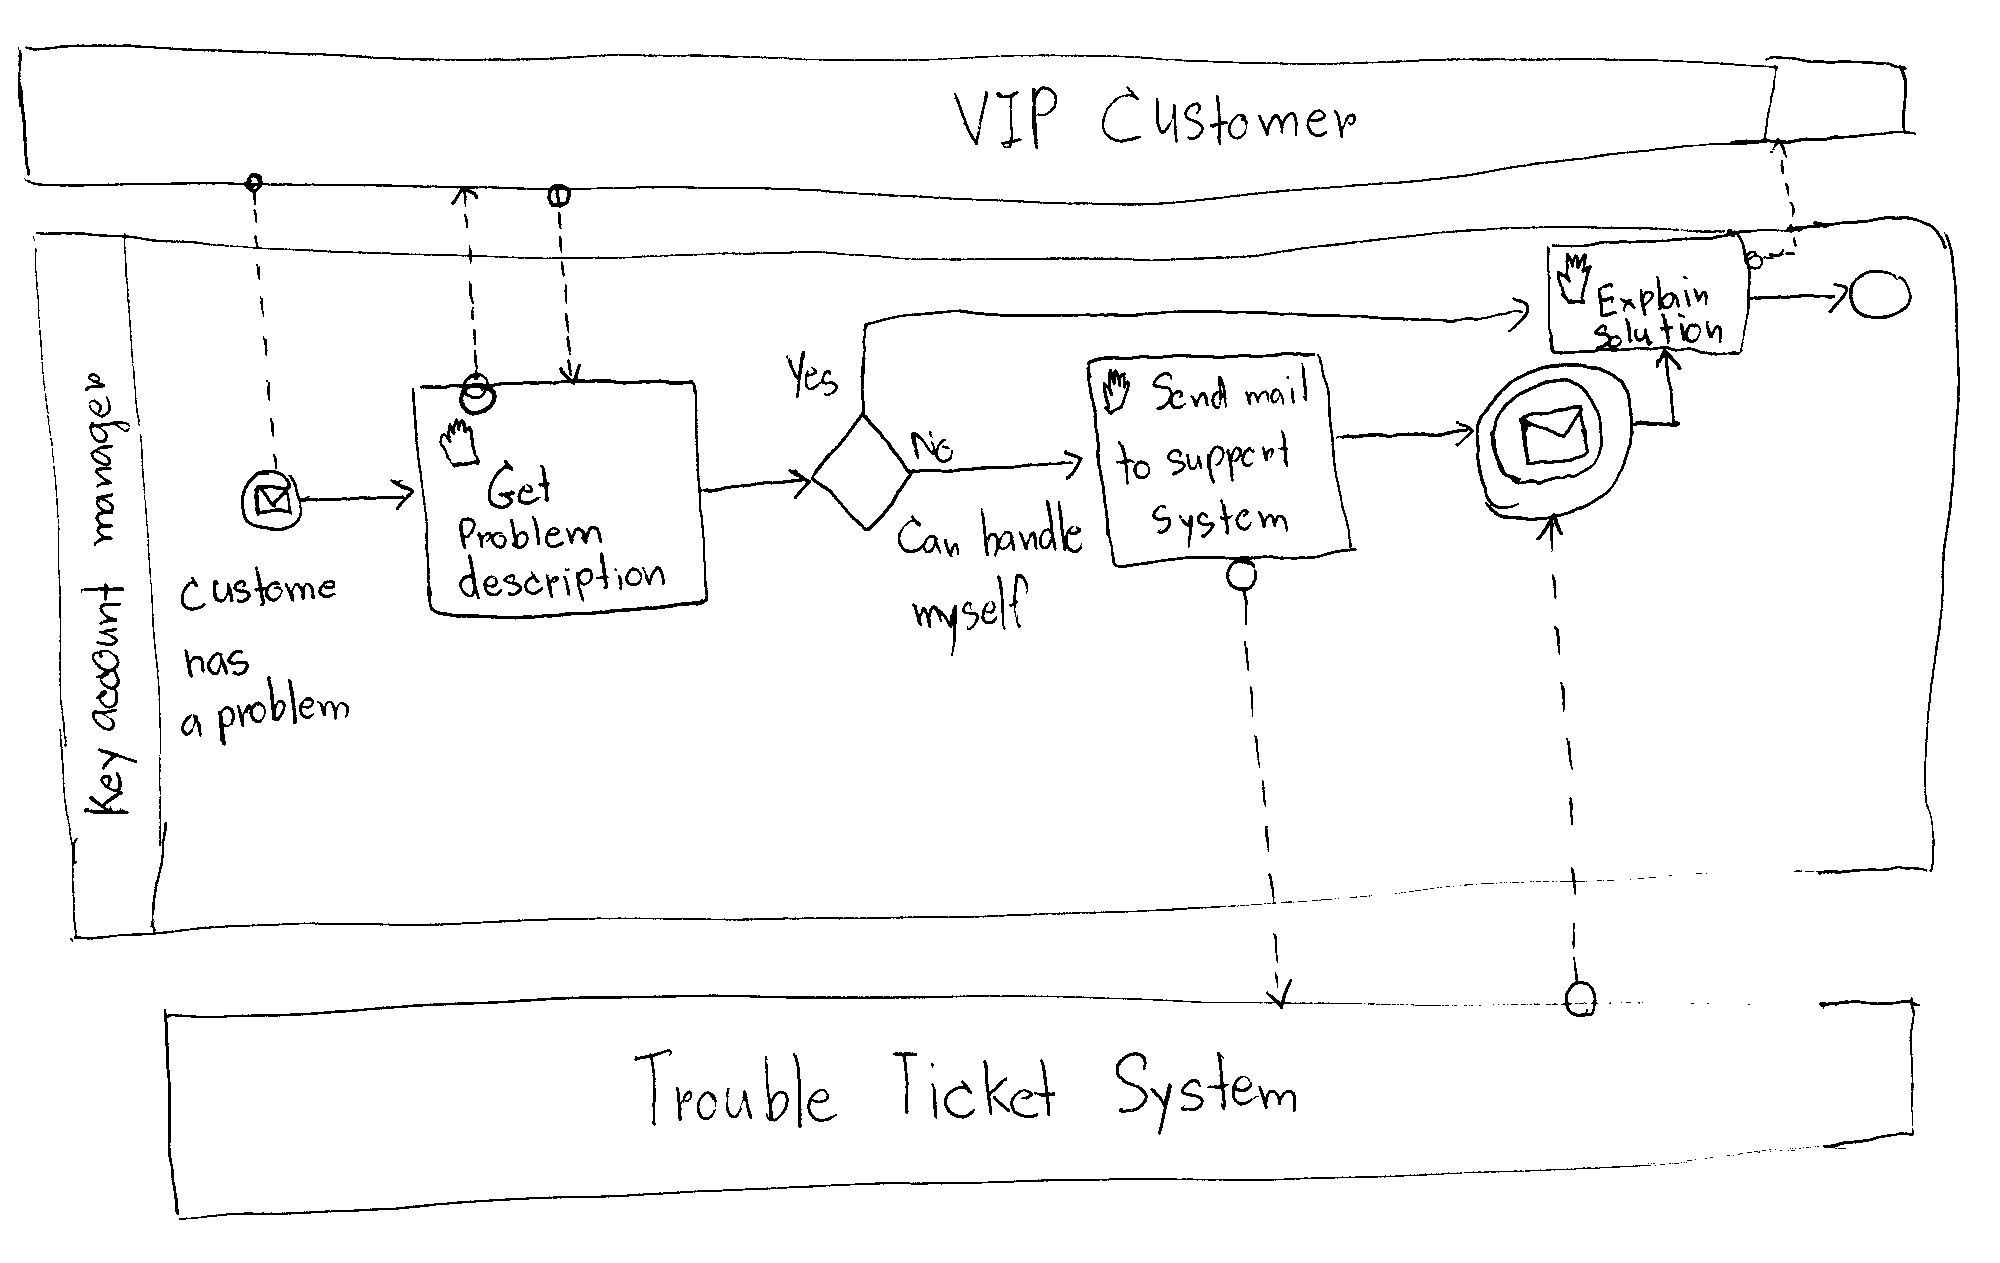 VIP Customer
Key account manager
Custome
has
a problem
Get
Problem
description
Yes
No
Can handle
myself
Send mail
to support
system
Explain
solution
Trouble Ticket System